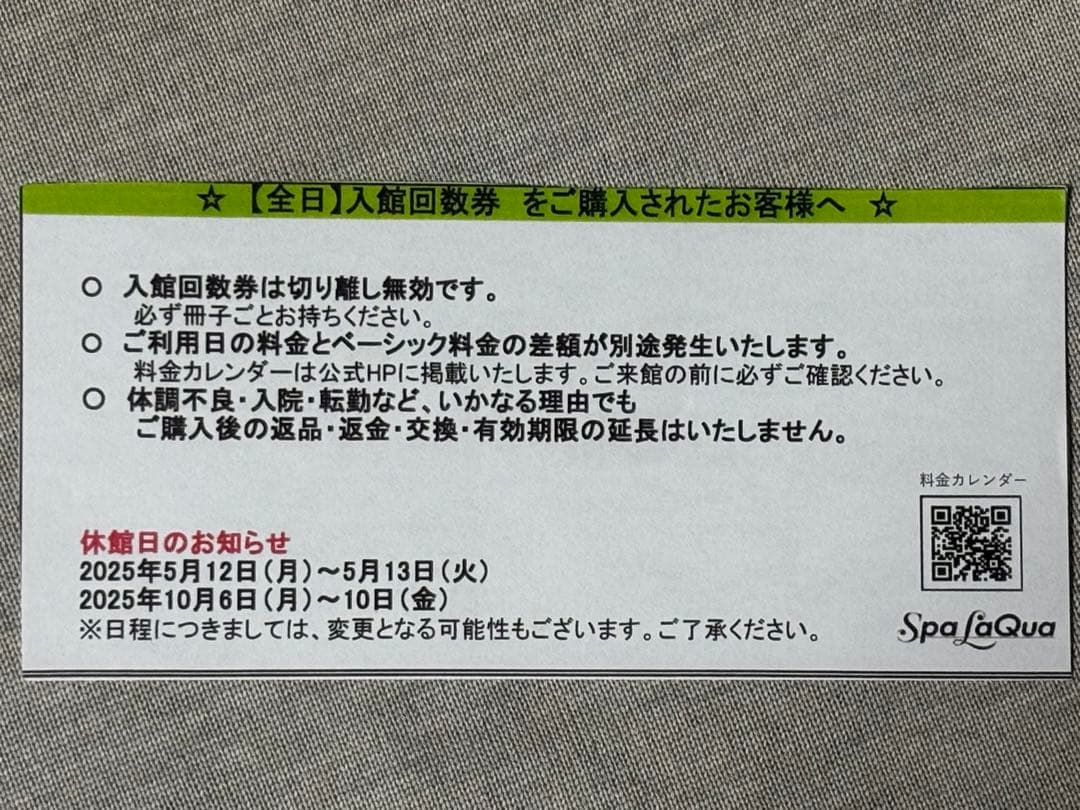 ☆ 【全日】入館回数券 をご購入されたお客様へ ☆
○ 入館回数券は切り離し無効です。
必ず冊子ごとお持ちください。
○ ご利用日の料金とベーシック料金の差額が別途発生いたします。
料金カレンダーは公式HPに掲載いたします。ご来館の前に必ずご確認ください。
○ 体調不良・入院・転勤など、いかなる理由でも
ご購入後の返品・返金・交換・有効期限の延長はいたしません。
料金カレンダー
休館日のお知らせ
2025年5月12日(月)～5月13日(火)
2025年10月6日(月)～10日(金)
※日程につきましては、変更となる可能性もございます。ご了承ください。
Spa LaQua